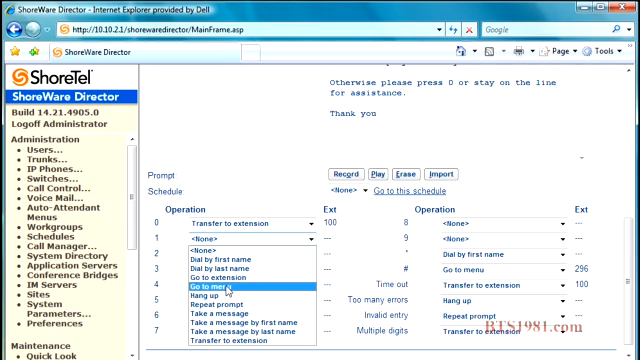 ShoreWare Director - Internet Explorer provided by Dell
http://10.10.2.1/shorewaredirector/MainFrame.asp
Google
ShoreWare Director
Page
Tools
ShoreTel
ShoreWare Director
Build 14.21.4905.0
Logoff Administrator
Administration
Users...
Trunks...
IP Phones...
Switches...
Call Control...
Voice Mail...
Auto-Attendant
Menus
Workgroups
Schedules
Call Manager...
System Directory
Application Servers
Conference Bridges
IM Servers
Sites
System
Parameters...
Preferences
Maintenance
Quick Look
Otherwise please press 0 or stay on the line
for assistance.
Thank you
Prompt:
Record Play Erase Import
Schedule:
<None> Go to this schedule
Operation Ext Operation Ext
0 Transfer to extension 100 8 <None> ---
1 <None> --- 9 <None> ---
<None>
Dial by first name
Dial by last name
Go to extension
Go to menu
Hang up
Repeat prompt
Take a message
Take a message by first name
Take a message by last name
Transfer to extension
2 --- * Dial by first name ---
3 --- # Go to menu 296
4 --- Time out Transfer to extension 100
5 --- Too many errors Hang up ---
6 --- Invalid entry Repeat prompt ---
7 --- Multiple digits Transfer to extension ---
RTS1981.com